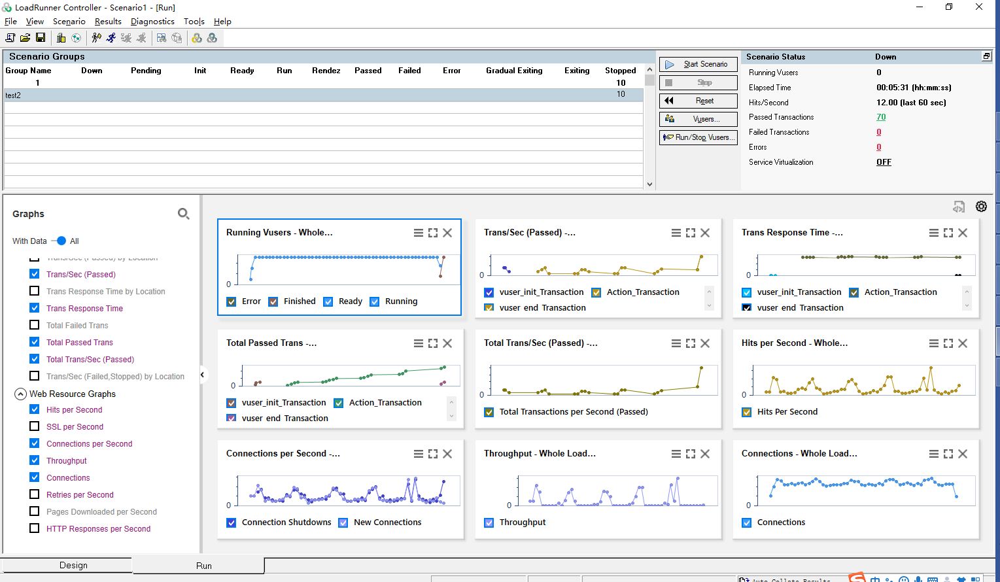 LoadRunner Controller - Scenario1 - [Run]
File View Scenario Results Diagnostics Tools Help
Scenario Groups
Group Name Down Pending Init Ready Run Rendez Passed Failed Error Gradual Exiting Exiting Stopped
1 10
test2 10
Start Scenario
Stop
Reset
Vusers...
Run/Stop Vusers...
Scenario Status Down
Running Vusers 0
Elapsed Time 00:05:31 (hh:mm:ss)
Hits/Second 12.00 (last 60 sec)
Passed Transactions 70
Failed Transactions 0
Errors 0
Service Virtualization OFF
Graphs
With Data All
Trans/Sec (Passed) by Location
Trans/Sec (Passed)
Trans Response Time by Location
Trans Response Time
Total Failed Trans
Total Passed Trans
Total Trans/Sec (Passed)
Trans/Sec (Failed,Stopped) by Location
Web Resource Graphs
Hits per Second
SSL per Second
Connections per Second
Throughput
Connections
Retries per Second
Pages Downloaded per Second
HTTP Responses per Second
Running Vusers - Whole...
0
Error Finished Ready Running
Trans/Sec (Passed) -...
0
vuser_init_Transaction Action_Transaction
vuser end Transaction
Trans Response Time -...
0
vuser_init_Transaction Action_Transaction
vuser end Transaction
Total Passed Trans -...
0
vuser_init_Transaction Action_Transaction
vuser end Transaction
Total Trans/Sec (Passed) -...
0
Total Transactions per Second (Passed)
Hits per Second - Whole...
0
Hits Per Second
Connections per Second -...
0
Connection Shutdowns New Connections
Throughput - Whole Load...
0
Throughput
Connections - Whole Load...
0
Connections
Design Run
Auto Collate Results
中